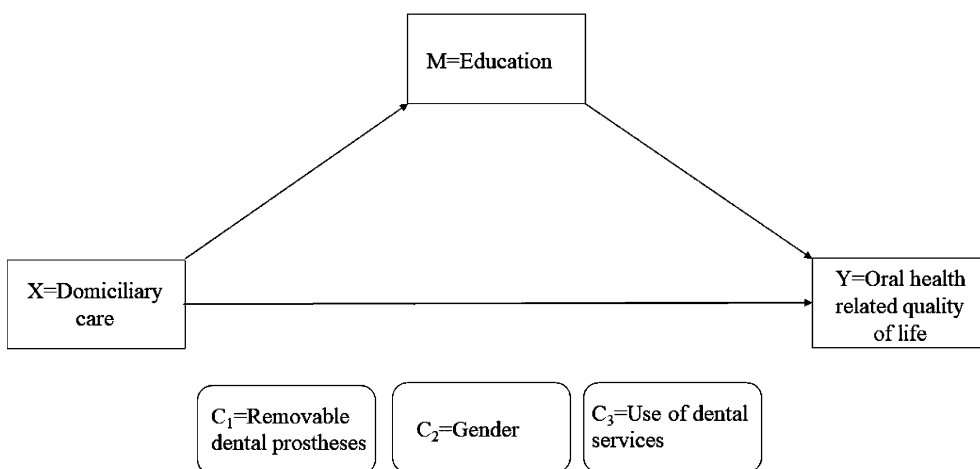 M=Education
X=Domiciliary
care
Y=Oral health
related quality
of life
C₁=Removable
dental prostheses
C₂=Gender
C₃=Use of dental
services